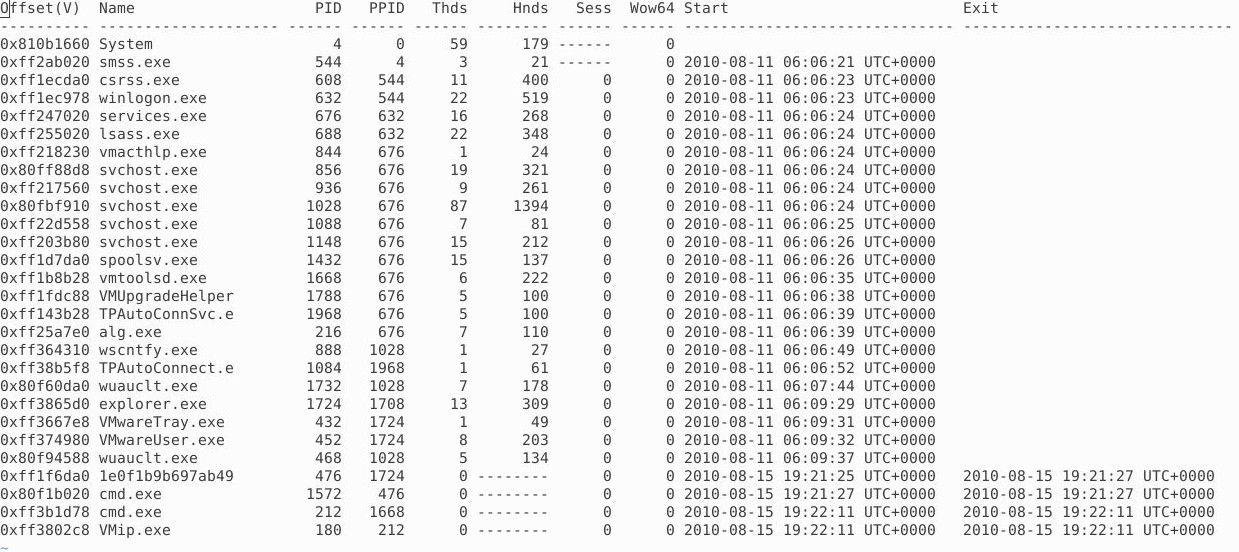 Offset(V)  Name                    PID   PPID   Thds     Hnds   Sess  Wow64 Start                          Exit
---------- -------------------- ------ ------ ------ -------- ------ ------ ------------------------------ ------------------------------
0x810b1660 System                    4      0     59      179 ------      0
0xff2ab020 smss.exe                544      4      3       21 ------      0 2010-08-11 06:06:21 UTC+0000
0xff1ecda0 csrss.exe               608    544     11      400      0      0 2010-08-11 06:06:23 UTC+0000
0xff1ec978 winlogon.exe            632    544     22      519      0      0 2010-08-11 06:06:23 UTC+0000
0xff247020 services.exe            676    632     16      268      0      0 2010-08-11 06:06:24 UTC+0000
0xff255020 lsass.exe               688    632     22      348      0      0 2010-08-11 06:06:24 UTC+0000
0xff218230 vmacthlp.exe            844    676      1       24      0      0 2010-08-11 06:06:24 UTC+0000
0x80ff88d8 svchost.exe             856    676     19      321      0      0 2010-08-11 06:06:24 UTC+0000
0xff217560 svchost.exe             936    676      9      261      0      0 2010-08-11 06:06:24 UTC+0000
0x80fbf910 svchost.exe            1028    676     87     1394      0      0 2010-08-11 06:06:24 UTC+0000
0xff22d558 svchost.exe            1088    676      7       81      0      0 2010-08-11 06:06:25 UTC+0000
0xff203b80 svchost.exe            1148    676     15      212      0      0 2010-08-11 06:06:26 UTC+0000
0xff1d7da0 spoolsv.exe            1432    676     15      137      0      0 2010-08-11 06:06:26 UTC+0000
0xff1b8b28 vmtoolsd.exe           1668    676      6      222      0      0 2010-08-11 06:06:35 UTC+0000
0xff1fdc88 VMUpgradeHelper        1788    676      5      100      0      0 2010-08-11 06:06:38 UTC+0000
0xff143b28 TPAutoConnSvc.e        1968    676      5      100      0      0 2010-08-11 06:06:39 UTC+0000
0xff25a7e0 alg.exe                 216    676      7      110      0      0 2010-08-11 06:06:39 UTC+0000
0xff364310 wscntfy.exe             888   1028      1       27      0      0 2010-08-11 06:06:49 UTC+0000
0xff38b5f8 TPAutoConnect.e        1084   1968      1       61      0      0 2010-08-11 06:06:52 UTC+0000
0x80f60da0 wuauclt.exe            1732   1028      7      178      0      0 2010-08-11 06:07:44 UTC+0000
0xff3865d0 explorer.exe           1724   1708     13      309      0      0 2010-08-11 06:09:29 UTC+0000
0xff3667e8 VMwareTray.exe          432   1724      1       49      0      0 2010-08-11 06:09:31 UTC+0000
0xff374980 VMwareUser.exe          452   1724      8      203      0      0 2010-08-11 06:09:32 UTC+0000
0x80f94588 wuauclt.exe             468   1028      5      134      0      0 2010-08-11 06:09:37 UTC+0000
0xff1f6da0 1e0f1b9b697ab49         476   1724      0 --------      0      0 2010-08-15 19:21:25 UTC+0000   2010-08-15 19:21:27 UTC+0000
0x80f1b020 cmd.exe                1572    476      0 --------      0      0 2010-08-15 19:21:27 UTC+0000   2010-08-15 19:21:27 UTC+0000
0xff3b1d78 cmd.exe                 212   1668      0 --------      0      0 2010-08-15 19:22:11 UTC+0000   2010-08-15 19:22:11 UTC+0000
0xff3802c8 VMip.exe                180    212      0 --------      0      0 2010-08-15 19:22:11 UTC+0000   2010-08-15 19:22:11 UTC+0000
~